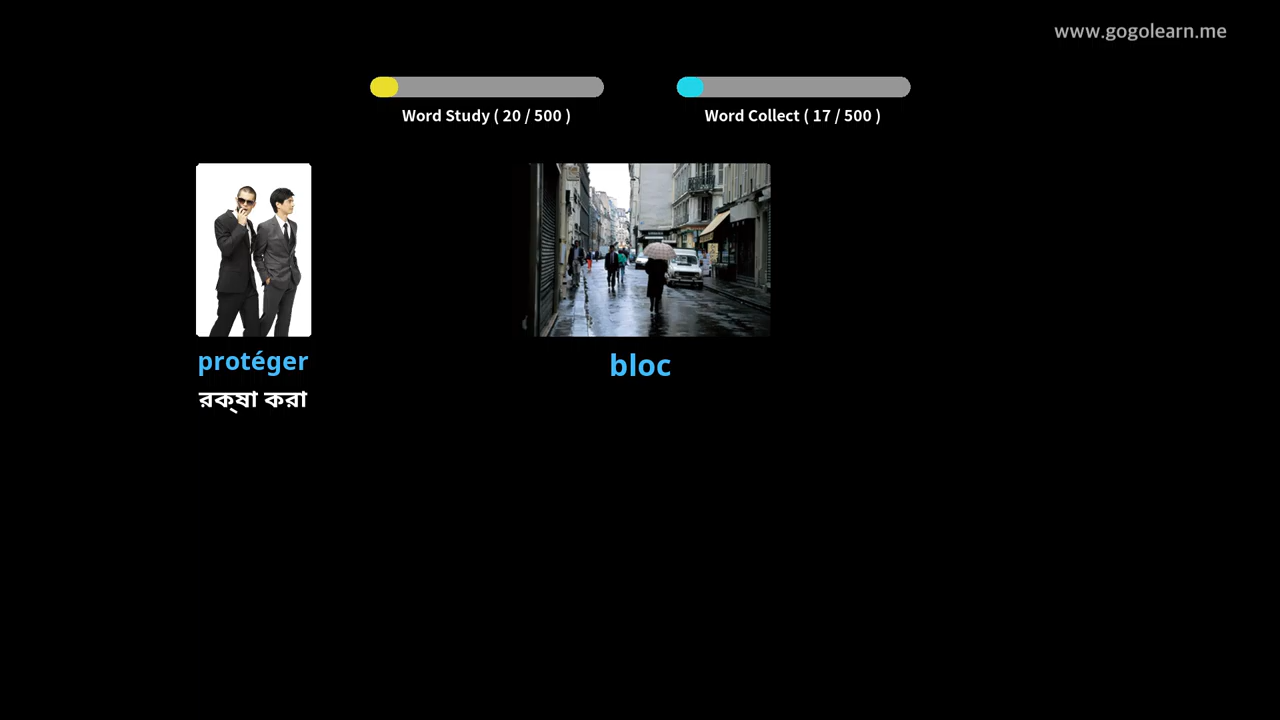 www.gogolearn.me
Word Study ( 20 / 500 )
Word Collect ( 17 / 500 )
protéger
রক্ষা করা
bloc